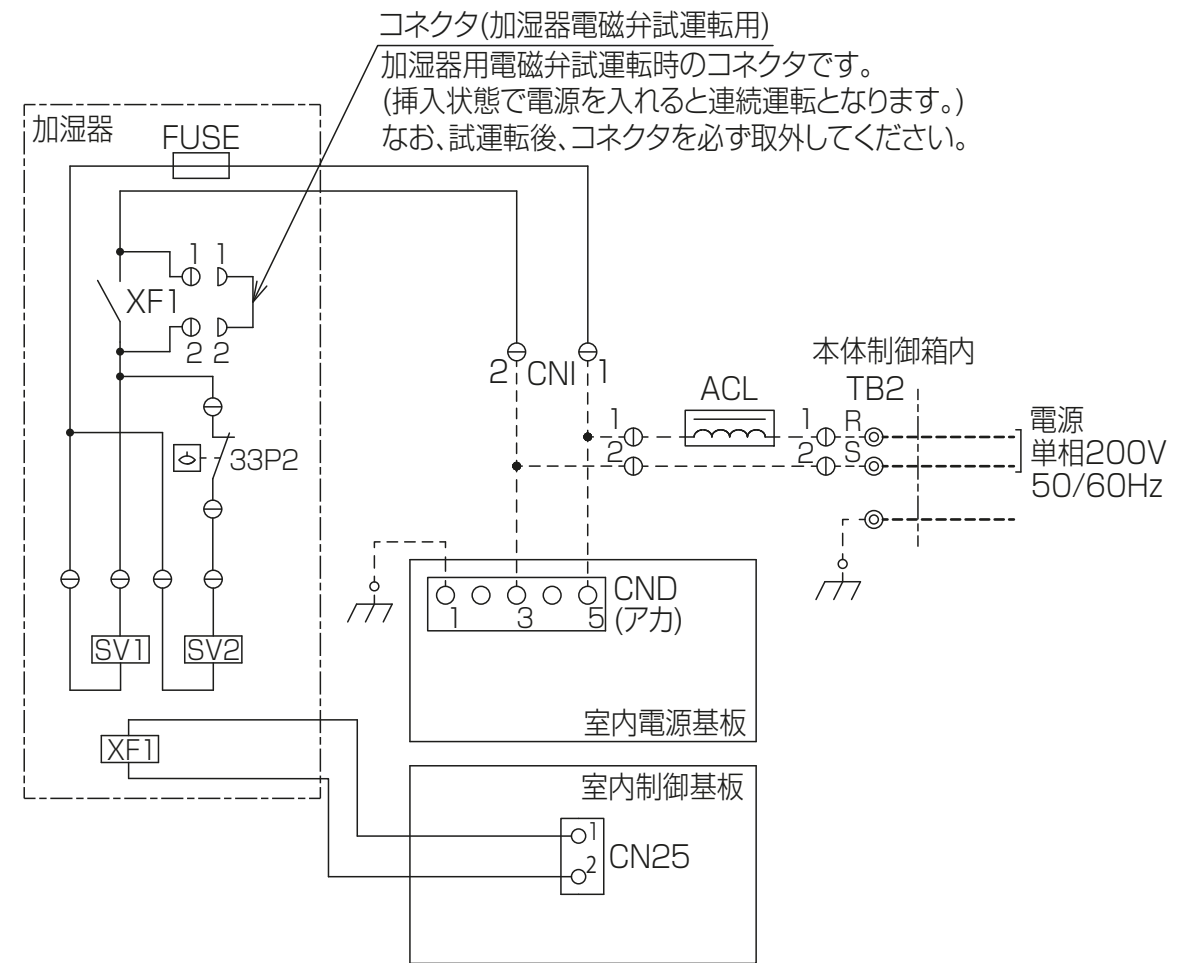 コネクタ(加湿器電磁弁試運転用)
加湿器用電磁弁試運転時のコネクタです。
(挿入状態で電源を入れると連続運転となります。)
なお、試運転後、コネクタを必ず取外してください。
加湿器
FUSE
1 1
XF1
2 2
33P2
SV1
SV2
XF1
2 CN1 1
本体制御箱内
ACL
TB2
1
1 R
2
2 S
電源
単相200V
50/60Hz
CND
1 3 5
(アカ)
室内電源基板
室内制御基板
1
2
CN25